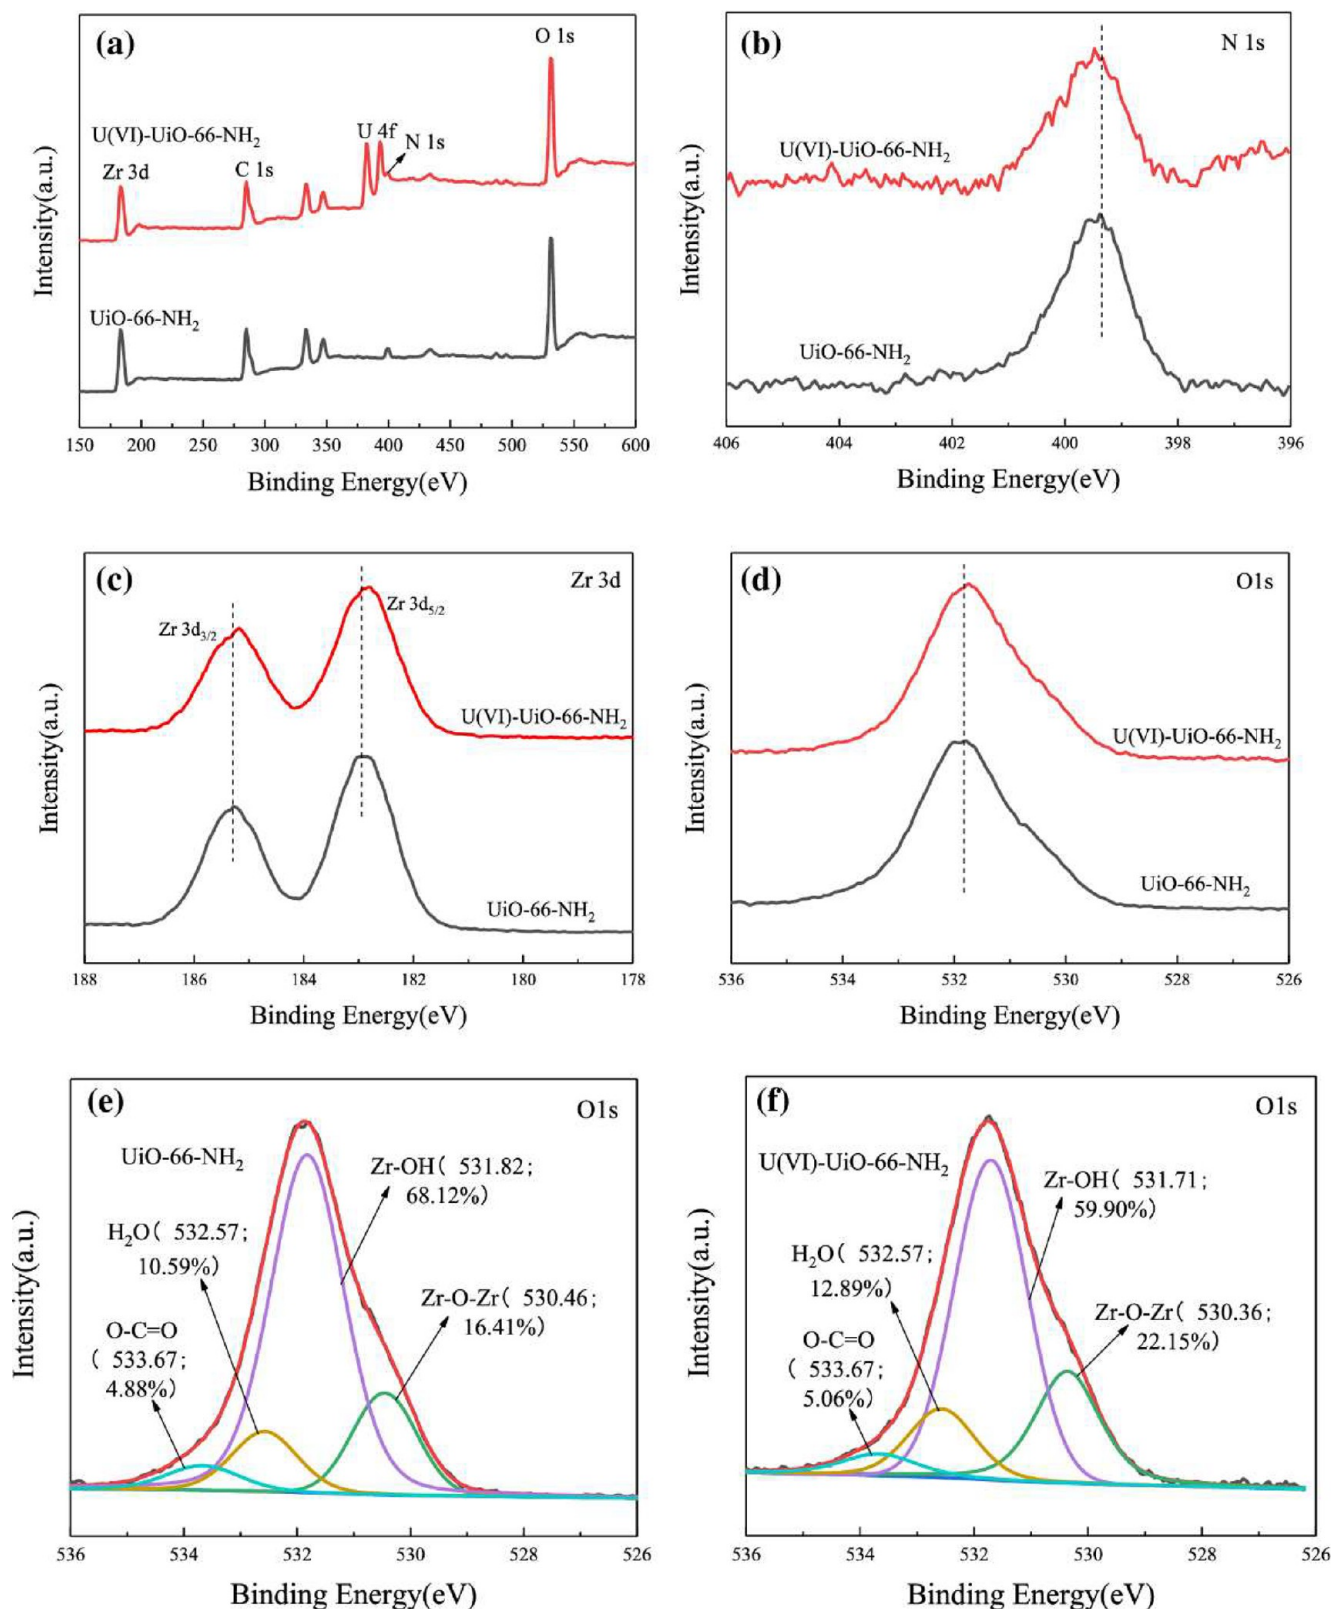 (a)
O 1s
U(VI)-UiO-66-NH2
U 4f
N 1s
Zr 3d
C 1s
UiO-66-NH2
Intensity(a.u.)
150 200 250 300 350 400 450 500 550 600
Binding Energy(eV)
(b)
N 1s
U(VI)-UiO-66-NH2
UiO-66-NH2
Intensity(a.u.)
406 404 402 400 398 396
Binding Energy(eV)
(c)
Zr 3d
Zr 3d5/2
Zr 3d3/2
U(VI)-UiO-66-NH2
UiO-66-NH2
Intensity(a.u.)
188 186 184 182 180 178
Binding Energy(eV)
(d)
O1s
U(VI)-UiO-66-NH2
UiO-66-NH2
Intensity(a.u.)
536 534 532 530 528 526
Binding Energy(eV)
(e)
O1s
UiO-66-NH2
Zr-OH( 531.82;
68.12%)
H2O( 532.57;
10.59%)
Zr-O-Zr( 530.46;
16.41%)
O-C=O
( 533.67;
4.88%)
Intensity(a.u.)
536 534 532 530 528 526
Binding Energy(eV)
(f)
O1s
U(VI)-UiO-66-NH2
Zr-OH( 531.71;
59.90%)
H2O( 532.57;
12.89%)
Zr-O-Zr( 530.36;
22.15%)
O-C=O
( 533.67;
5.06%)
Intensity(a.u.)
536 534 532 530 528 526
Binding Energy(eV)